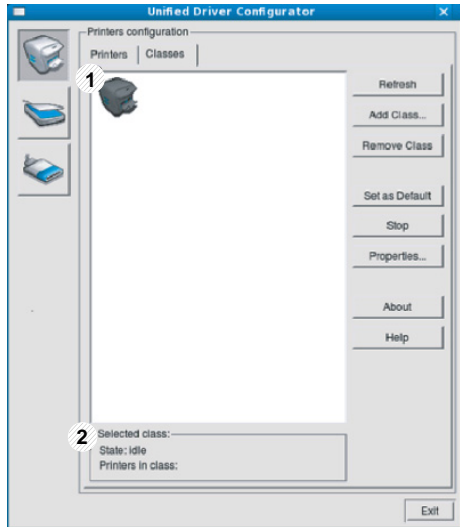 Unified Driver Configurator
Printers configuration
Printers Classes
1
Refresh
Add Class...
Remove Class
Set as Default
Stop
Properties...
About
Help
2 Selected class:
State: idle
Printers in class:
Exit